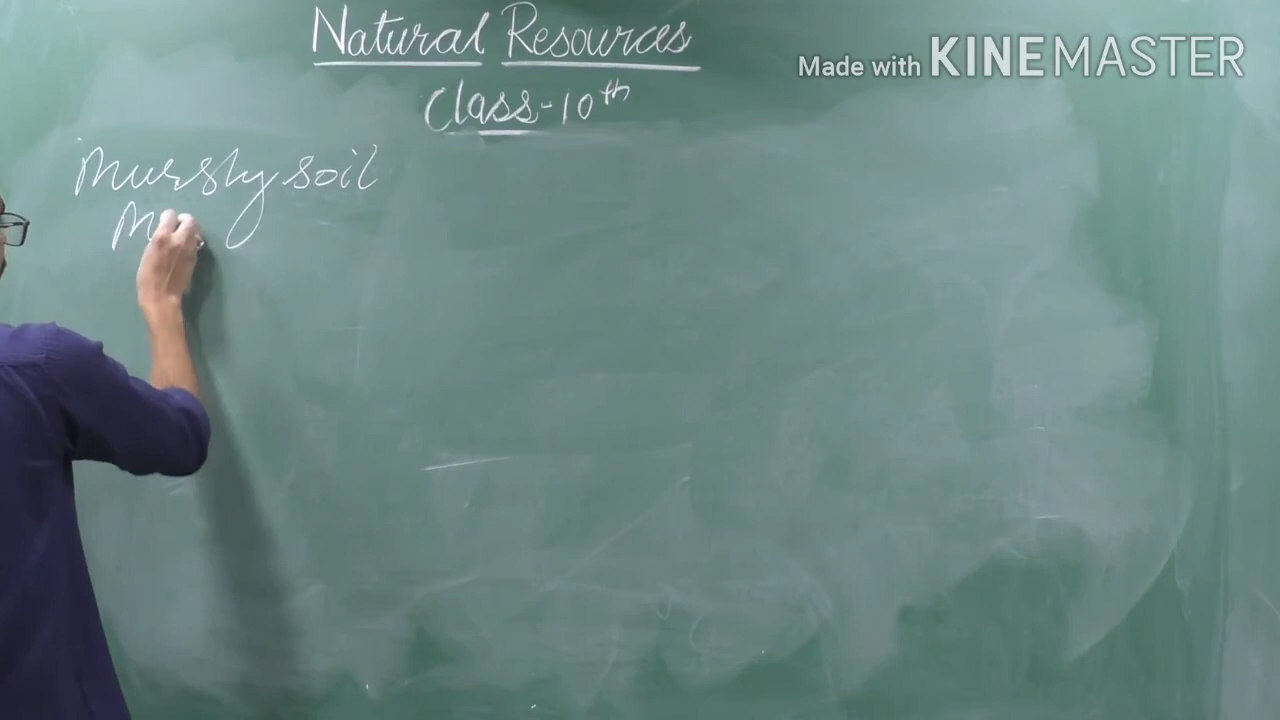 Natural Resources
Made with KINEMASTER
Class-10th
Murshy soil
M